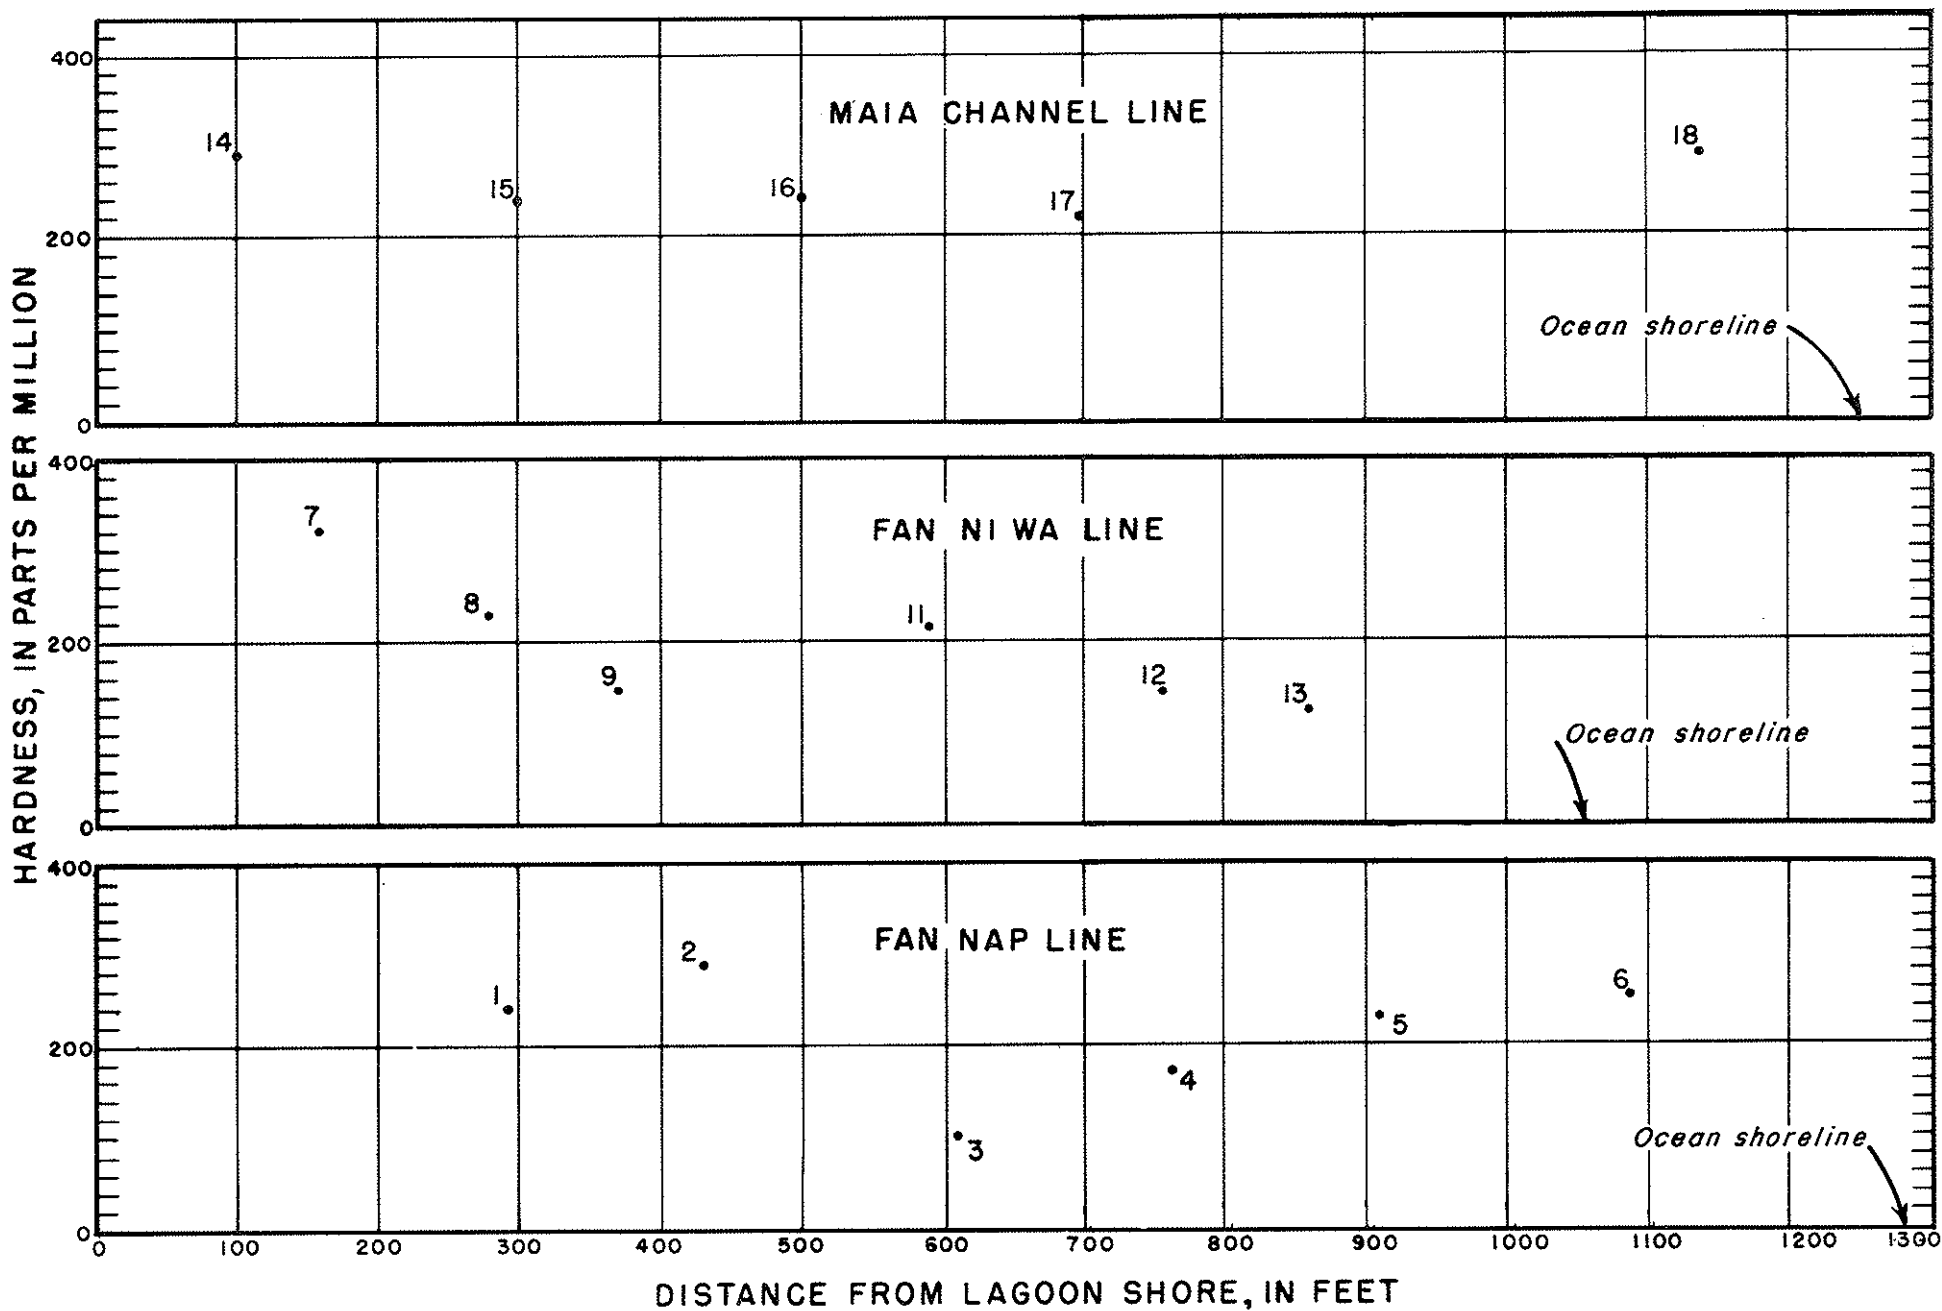 HARDNESS, IN PARTS PER MILLION
400
MAIA CHANNEL LINE
14
18
15
16
17
200
Ocean shoreline
0
400
7
FAN NI WA LINE
8
11
200
9
12
13
Ocean shoreline
0
400
FAN NAP LINE
2
1
6
5
200
4
3
Ocean shoreline
0
0 100 200 300 400 500 600 700 800 900 1000 1100 1200 1300
DISTANCE FROM LAGOON SHORE, IN FEET